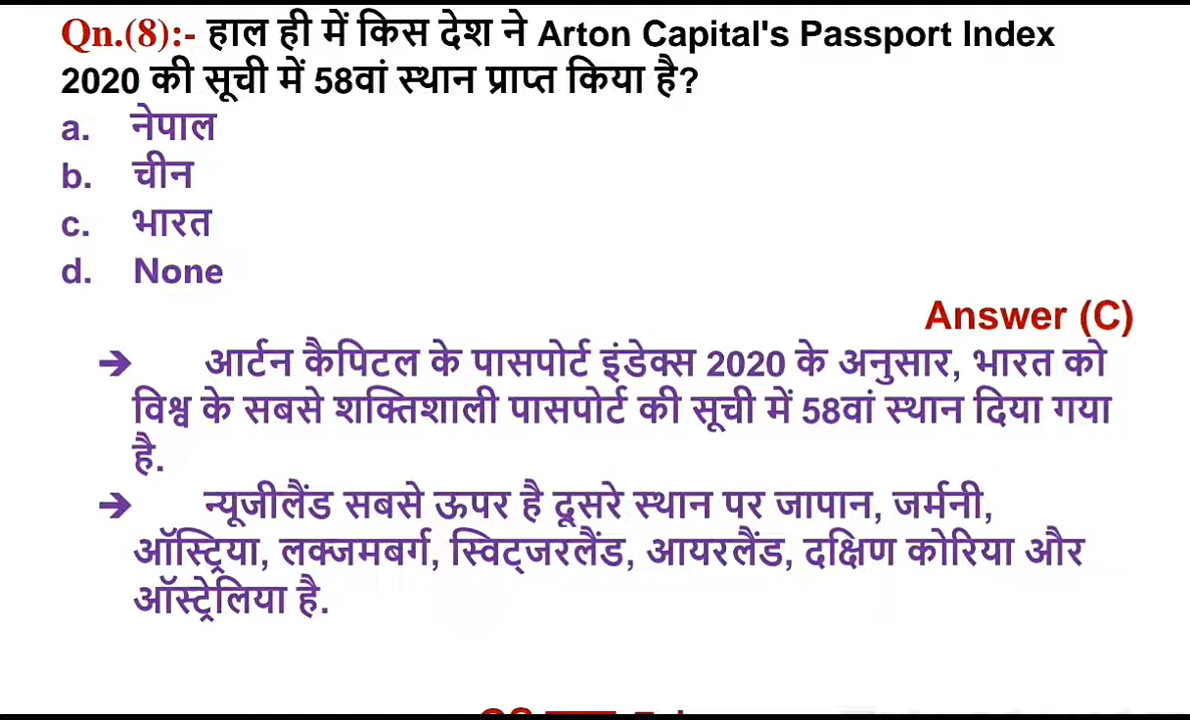 Qn.(8):- हाल ही में किस देश ने Arton Capital's Passport Index
2020 की सूची में 58वां स्थान प्राप्त किया है?
a. नेपाल
b. चीन
c. भारत
d. None
Answer (C)
→ आर्टन कैपिटल के पासपोर्ट इंडेक्स 2020 के अनुसार, भारत को
विश्व के सबसे शक्तिशाली पासपोर्ट की सूची में 58वां स्थान दिया गया
है.
→ न्यूजीलैंड सबसे ऊपर है दूसरे स्थान पर जापान, जर्मनी,
ऑस्ट्रिया, लक्जमबर्ग, स्विट्जरलैंड, आयरलैंड, दक्षिण कोरिया और
ऑस्ट्रेलिया है.